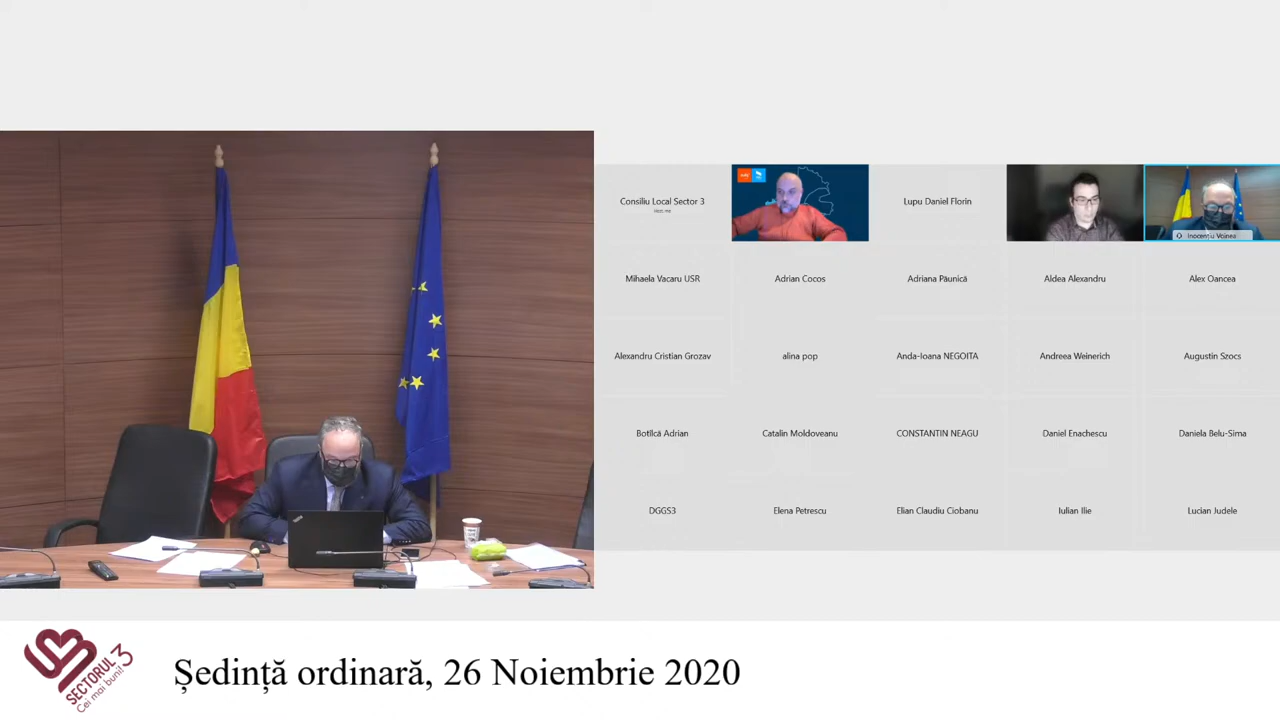 Consiliu Local Sector 3
Lupu Daniel Florin
Inocențiu Voinea
Mihaela Vacaru USR
Adrian Cocos
Adriana Păunică
Aldea Alexandru
Alex Oancea
Alexandru Cristian Grozav
alina pop
Anda-Ioana NEGOITA
Andreea Weinerich
Augustin Szocs
Botîlcă Adrian
Catalin Moldoveanu
CONSTANTIN NEAGU
Daniel Enachescu
Daniela Belu-Sima
DGGS3
Elena Petrescu
Elian Claudiu Ciobanu
Iulian Ilie
Lucian Judele
SECTORUL 3
Cei mai buni!
Ședință ordinară, 26 Noiembrie 2020